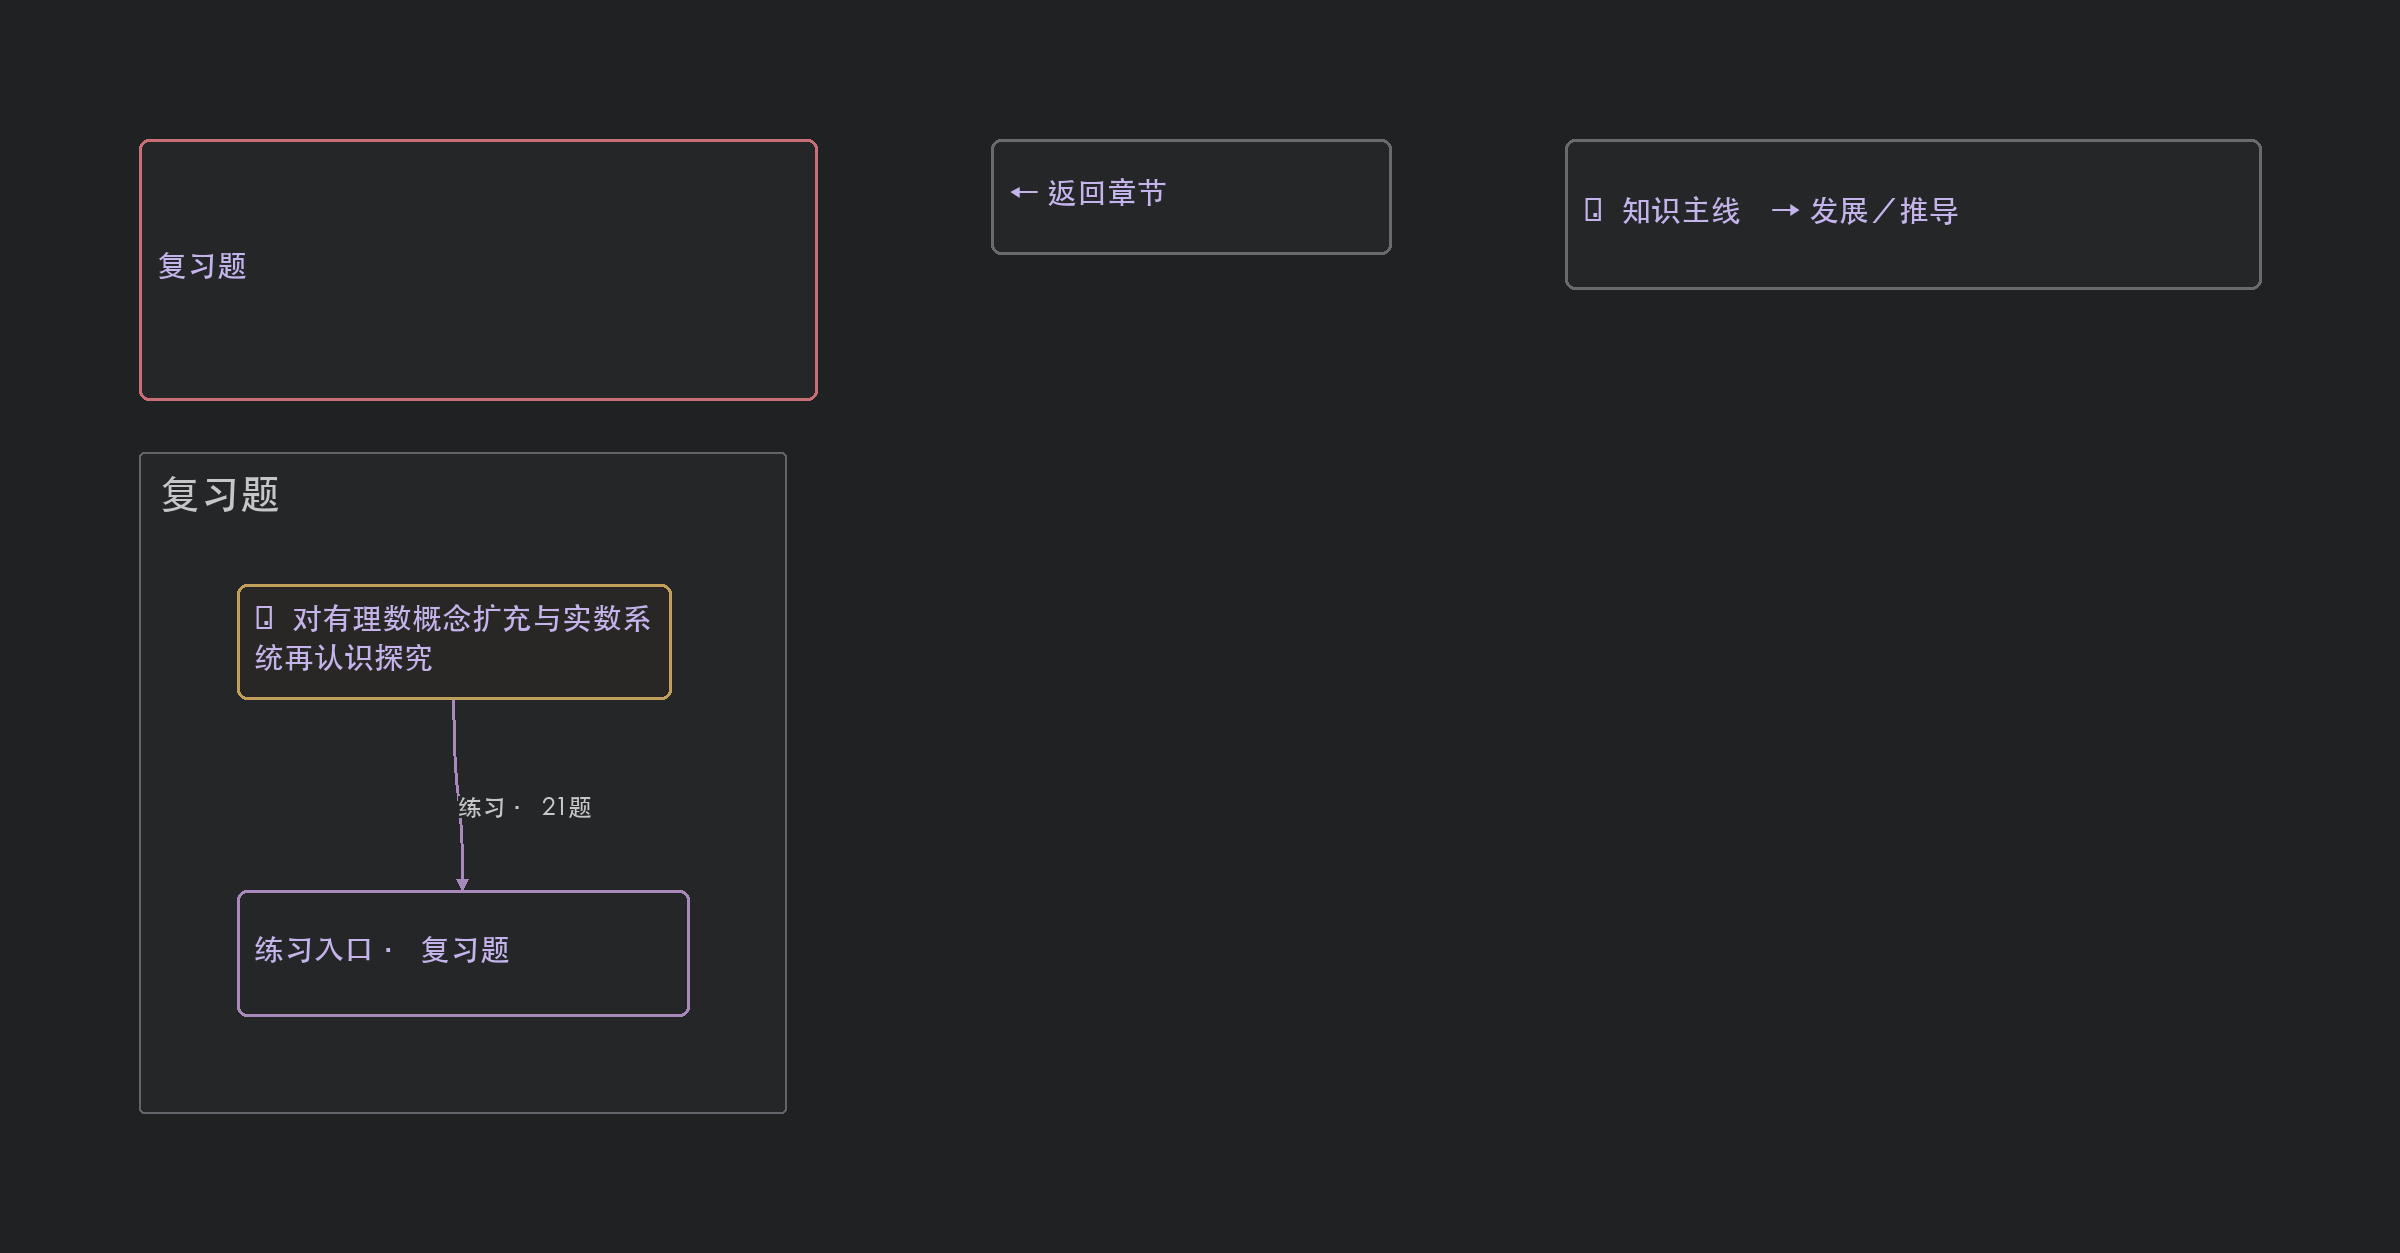 复习题
← 返回章节
知识主线 → 发展／推导
复习题
对有理数概念扩充与实数系
统再认识探究
练习 · 21题
练习入口 · 复习题